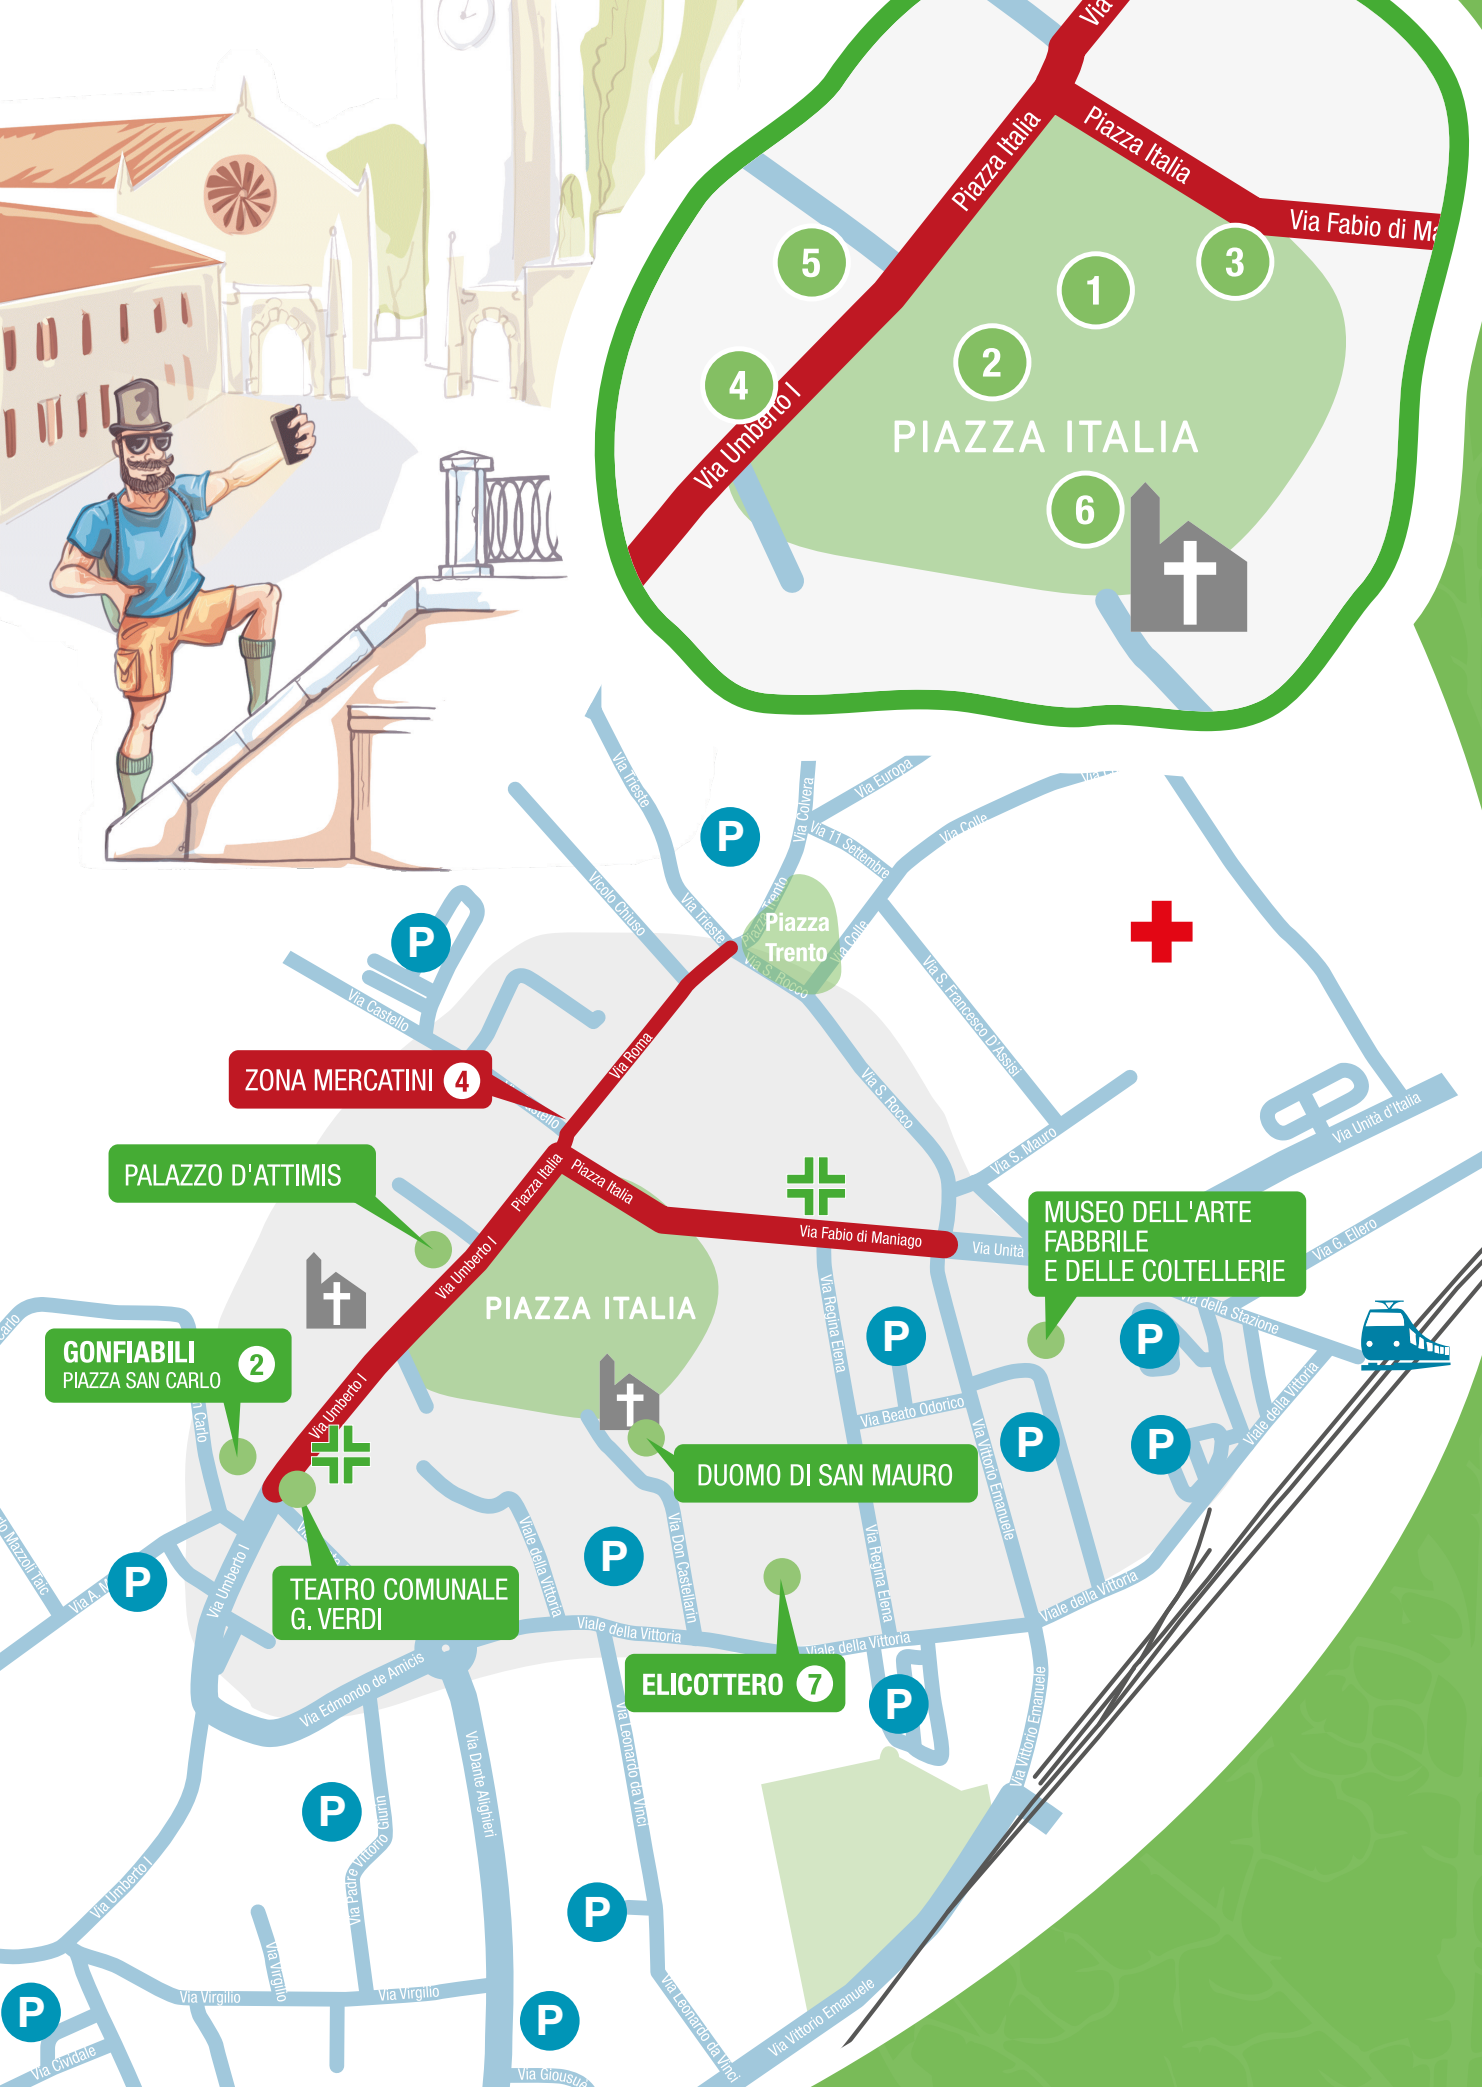 Via
Piazza Italia
Piazza Italia
Via Fabio di Ma
5
1
3
2
4
Via Umberto I
PIAZZA ITALIA
6
Via Trieste
Via Colvera
Via Europa
P
Via 11 Settembre
Via Colle
Vicolo Chiuso
Via Trieste
Piazza Trento
Piazza
Trento
Via Colle
Via S. Rocco
P
Via Castello
Via S. Francesco D'Assisi
Via Roma
ZONA MERCATINI 4
Via S. Rocco
Via Unità d'Italia
Via S. Mauro
PALAZZO D'ATTIMIS
Piazza Italia
Piazza Italia
MUSEO DELL'ARTE
FABBRILE
E DELLE COLTELLERIE
Via Fabio di Maniago
Via Unità
Via G. Ellero
Via Umberto I
PIAZZA ITALIA
Via Regina Elena
della Stazione
P
P
GONFIABILI
PIAZZA SAN CARLO
2
Carlo
Carlo
Via Umberto I
Via Beato Odorico
Viale della Vittoria
P
P
DUOMO DI SAN MAURO
Via Vittorio Emanuele
Viale della Vittoria
Via Don Castellarin
Via Regina Elena
Mazzoli Taic
P
P
Via A. M
Via Umberto I
TEATRO COMUNALE
G. VERDI
Viale della Vittoria
Viale della Vittoria
Viale della Vittoria
Via Edmondo de Amicis
ELICOTTERO 7
P
Via Vittorio Emanuele
Via Leonardo da Vinci
Via Dante Alighieri
P
Via Padre Vittorio Giurin
Via Umberto I
P
Via Virgilio
Via Virgilio
Via Virgilio
P
P
Via Leonardo da Vinci
Via Vittorio Emanuele
Via Cividale
Via Giousuè